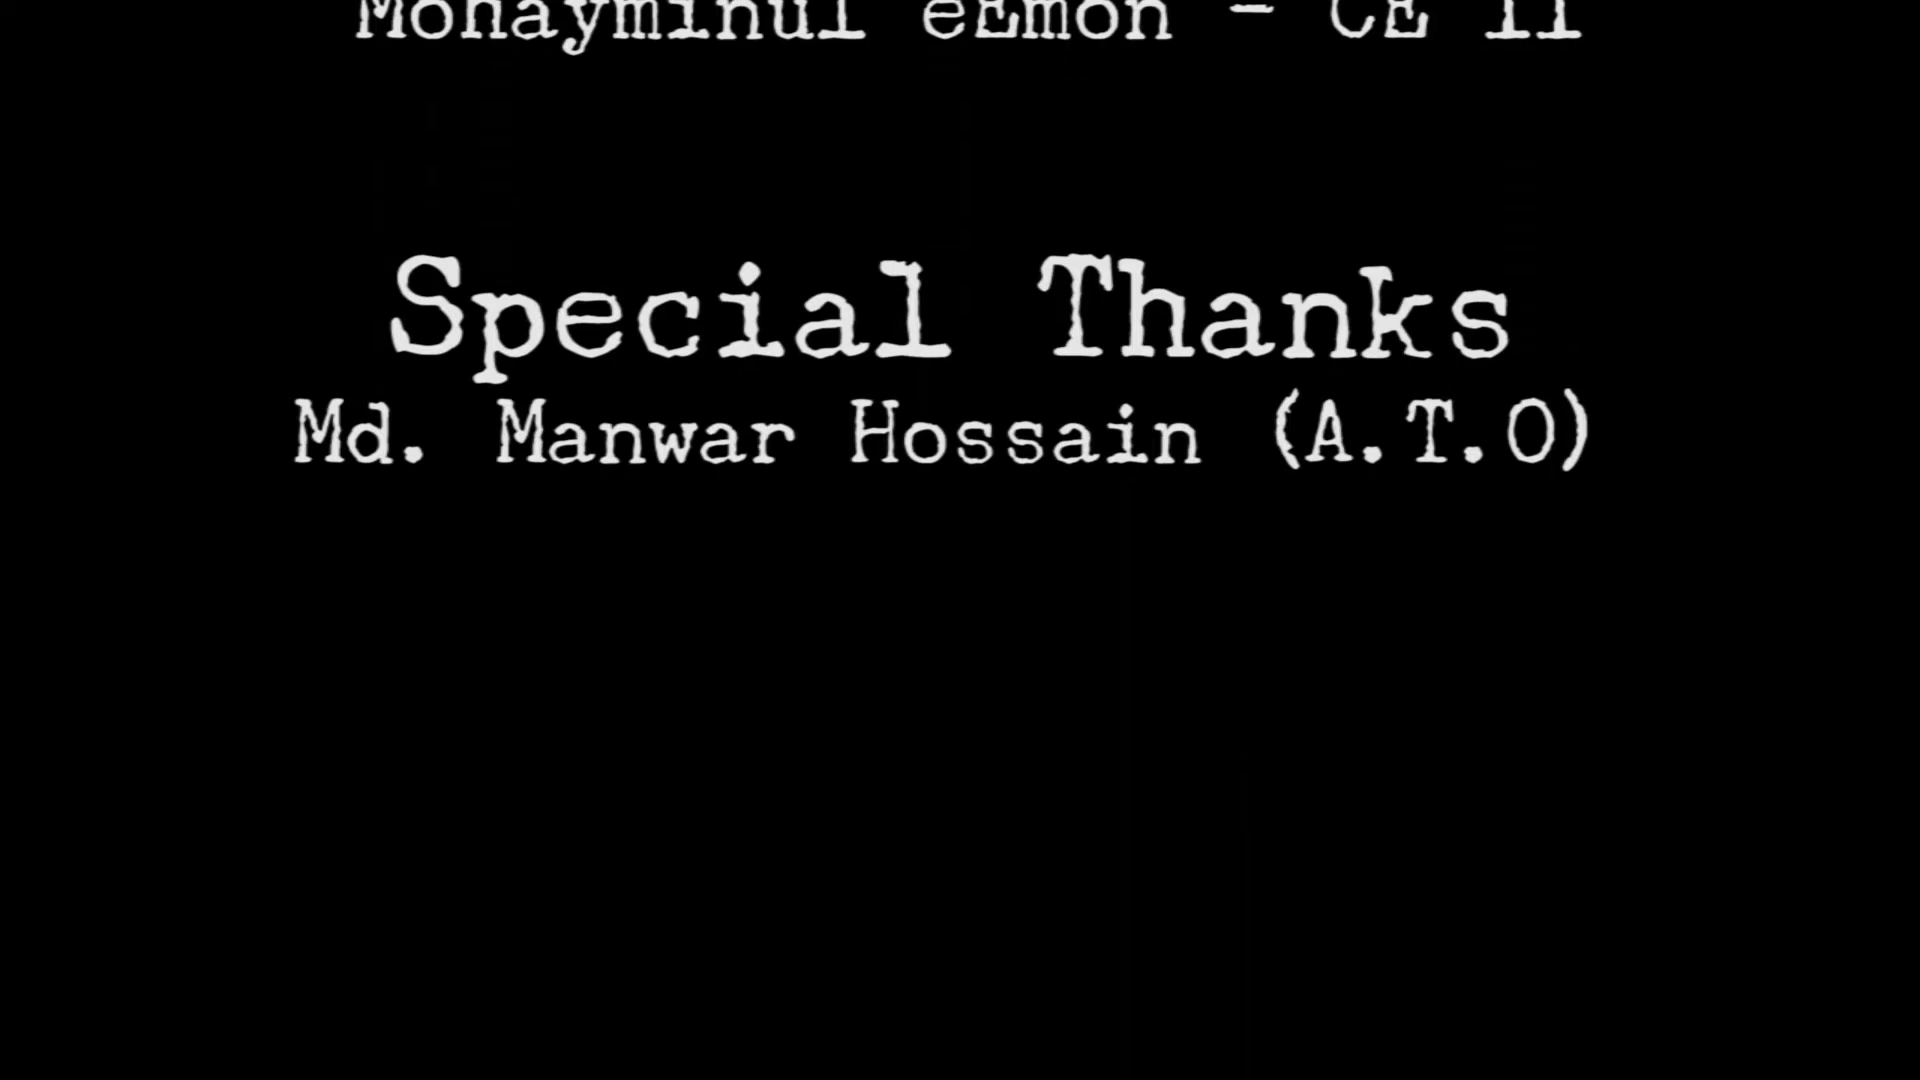 Mohayminul eEmon - CE 11
Special Thanks
Md. Manwar Hossain (A.T.O)